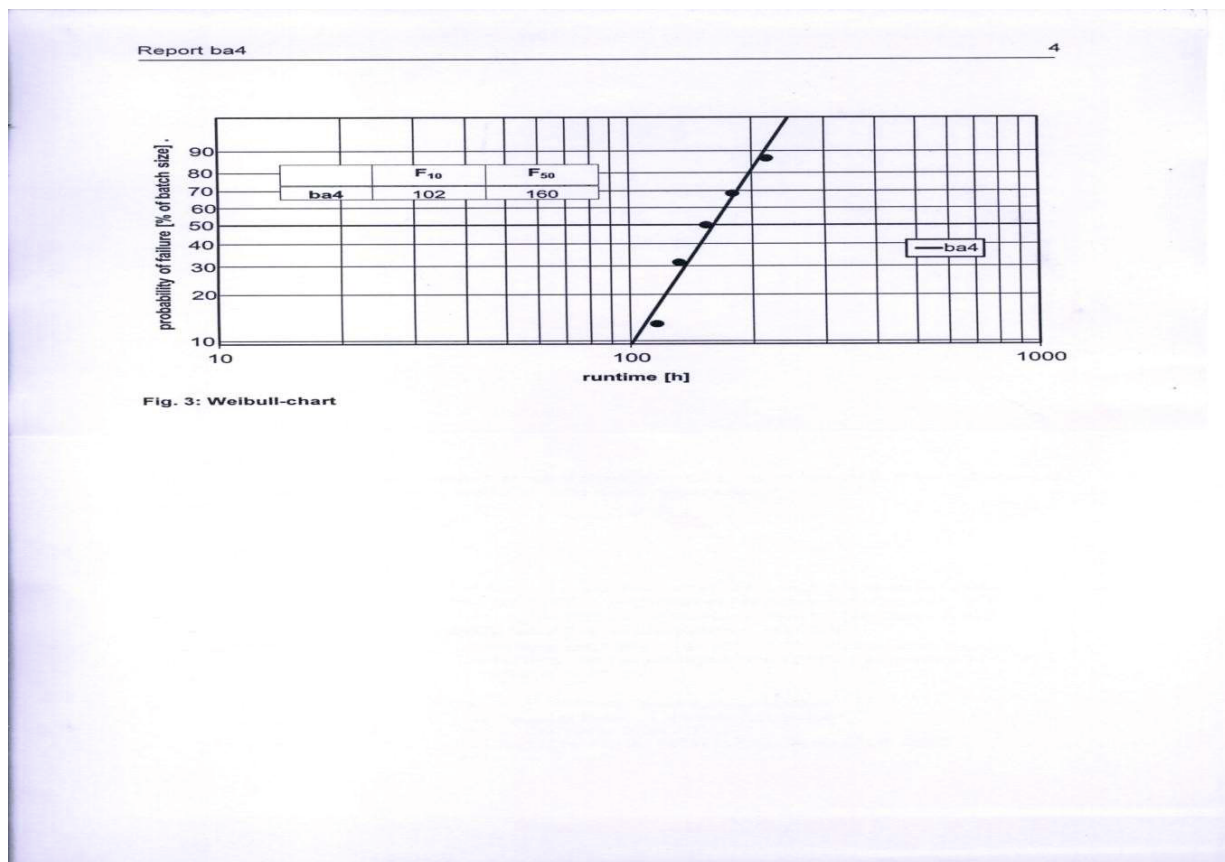 Report ba4 4
probability of failure [% of batch size] .
90
80
70
60
50
40
30
20
10
F₁₀ F₅₀
ba4 102 160
ba4
10 100 1000
runtime [h]
Fig. 3: Weibull-chart